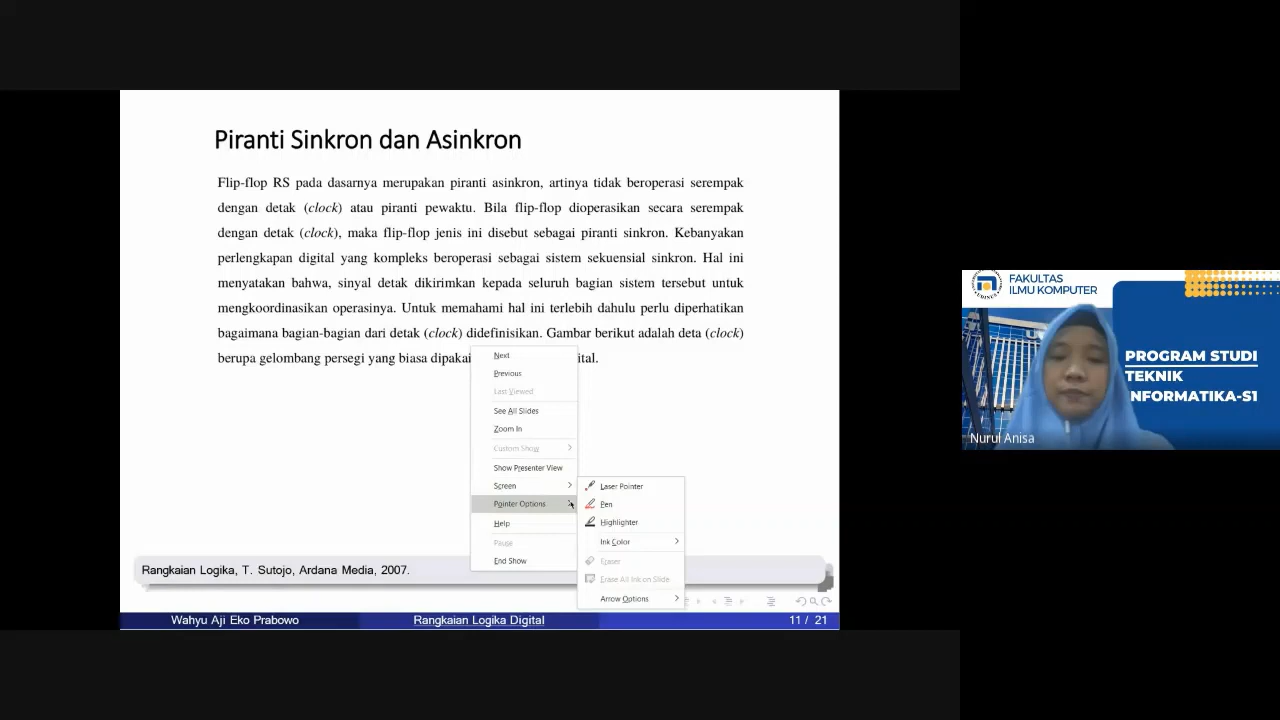 Piranti Sinkron dan Asinkron
Flip-flop RS pada dasarnya merupakan piranti asinkron, artinya tidak beroperasi serempak
dengan detak (clock) atau piranti pewaktu. Bila flip-flop dioperasikan secara serempak
dengan detak (clock), maka flip-flop jenis ini disebut sebagai piranti sinkron. Kebanyakan
perlengkapan digital yang kompleks beroperasi sebagai sistem sekuensial sinkron. Hal ini
menyatakan bahwa, sinyal detak dikirimkan kepada seluruh bagian sistem tersebut untuk
mengkoordinasikan operasinya. Untuk memahami hal ini terlebih dahulu perlu diperhatikan
bagaimana bagian-bagian dari detak (clock) didefinisikan. Gambar berikut adalah deta (clock)
berupa gelombang persegi yang biasa dipakai ital.
Next
Previous
Last Viewed
See All Slides
Zoom In
Custom Show
Show Presenter View
Screen
Pointer Options
Help
Pause
End Show
Laser Pointer
Pen
Highlighter
Ink Color
Eraser
Erase All Ink on Slide
Arrow Options
Rangkaian Logika, T. Sutojo, Ardana Media, 2007.
Wahyu Aji Eko Prabowo
Rangkaian Logika Digital
11 / 21
FAKULTAS
ILMU KOMPUTER
PROGRAM STUDI
TEKNIK
INFORMATIKA-S1
Nurul Anisa